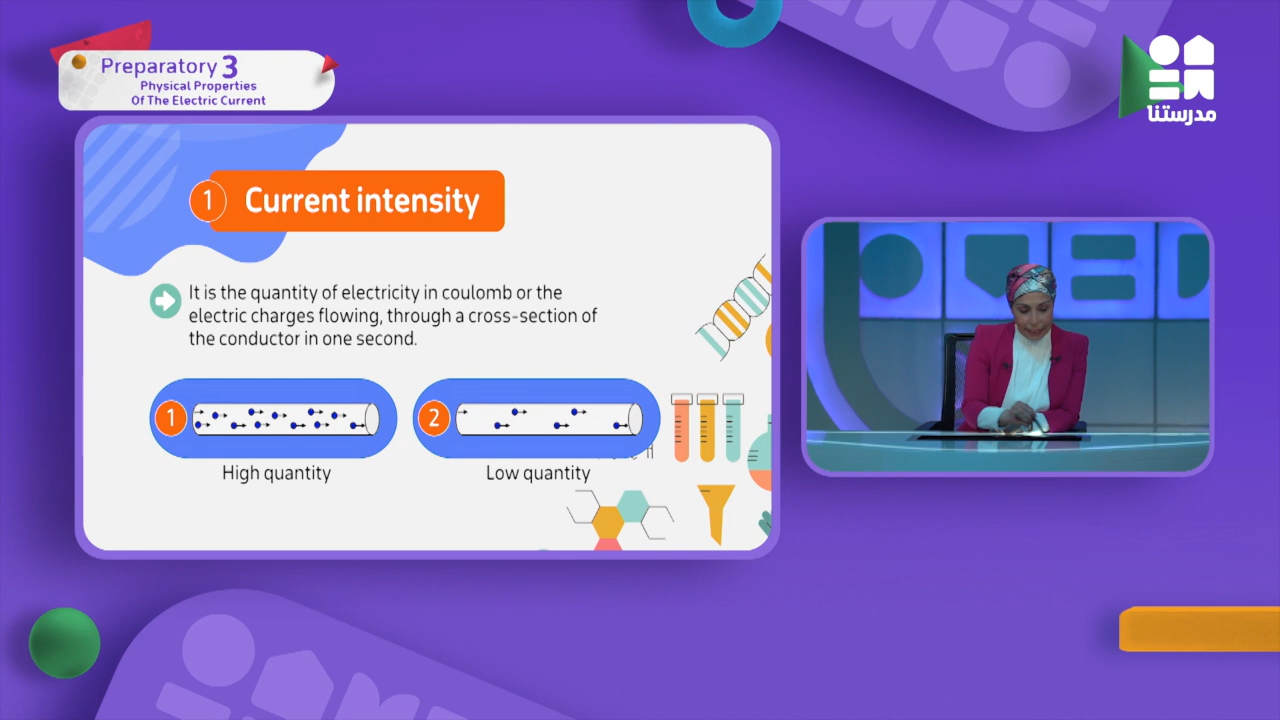 Preparatory 3
Physical Properties
Of The Electric Current
مدرستنا
1 Current intensity
It is the quantity of electricity in coulomb or the
electric charges flowing, through a cross-section of
the conductor in one second.
1
2
High quantity
Low quantity